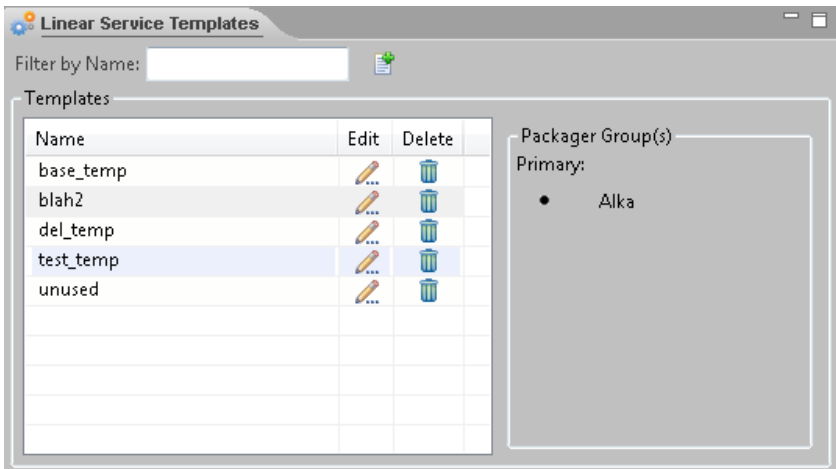 Linear Service Templates
Filter by Name:
Templates
Name Edit Delete
base_temp
blah2
del_temp
test_temp
unused
Packager Group(s)
Primary:
• Alka